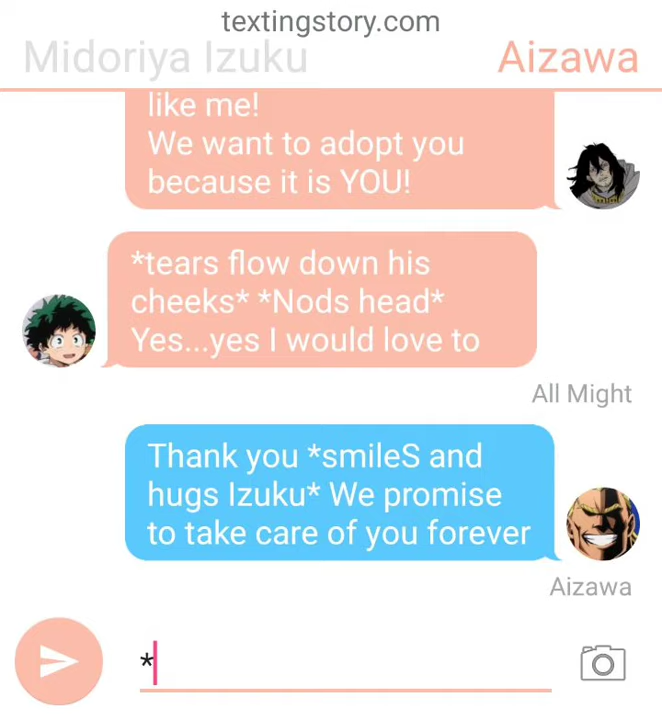 textingstory.com
Midoriya Izuku
Aizawa
like me!
We want to adopt you
because it is YOU!
*tears flow down his
cheeks* *Nods head*
Yes...yes I would love to
All Might
Thank you *smileS and
hugs Izuku* We promise
to take care of you forever
Aizawa
*